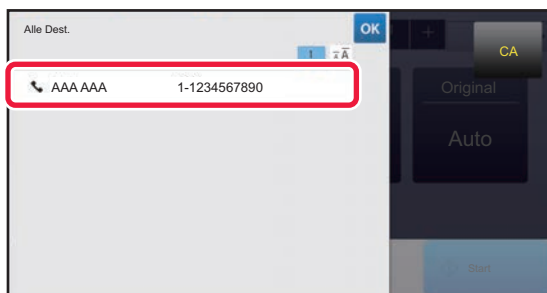 Alle Dest.
OK
CA
1
AAA AAA 1-1234567890
Original
Auto
Start